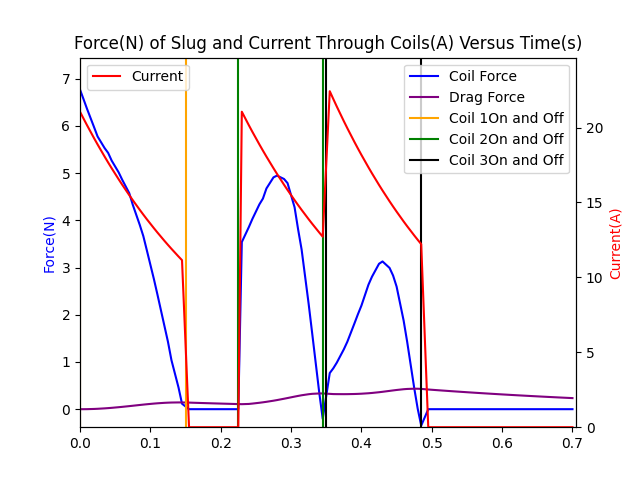 Force(N) of Slug and Current Through Coils(A) Versus Time(s)
Current
Coil Force
Drag Force
Coil 1On and Off
Coil 2On and Off
Coil 3On and Off
Force(N)
7
6
5
4
3
2
1
0
Current(A)
20
15
10
5
0
0.0 0.1 0.2 0.3 0.4 0.5 0.6 0.7